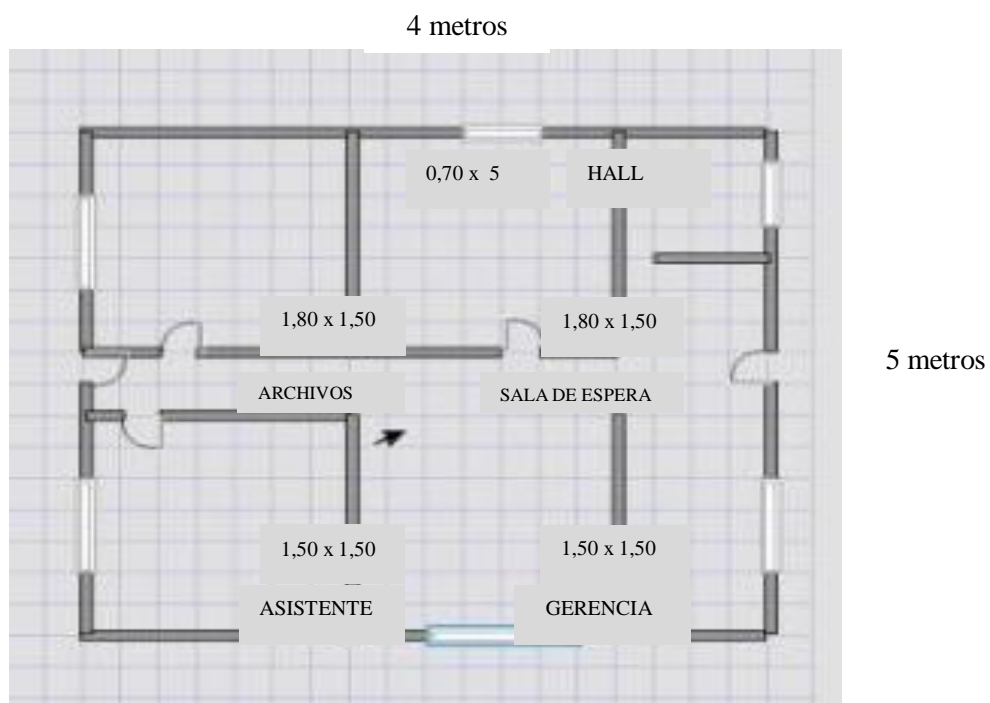 4 metros
0,70 x 5 HALL
1,80 x 1,50 1,80 x 1,50
5 metros
ARCHIVOS SALA DE ESPERA
1,50 x 1,50 1,50 x 1,50
ASISTENTE GERENCIA